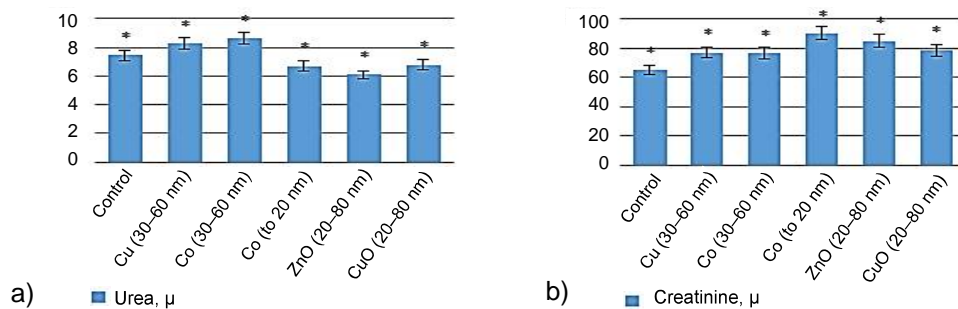 10
8
6
4
2
0
*
*
*
*
*
*
Control
Cu (30–60 nm)
Co (30–60 nm)
Co (to 20 nm)
ZnO (20–80 nm)
CuO (20–80 nm)
a)
Urea, µ
100
80
60
40
20
0
*
*
*
*
*
*
Control
Cu (30–60 nm)
Co (30–60 nm)
Co (to 20 nm)
ZnO (20–80 nm)
CuO (20–80 nm)
b)
Creatinine, µ